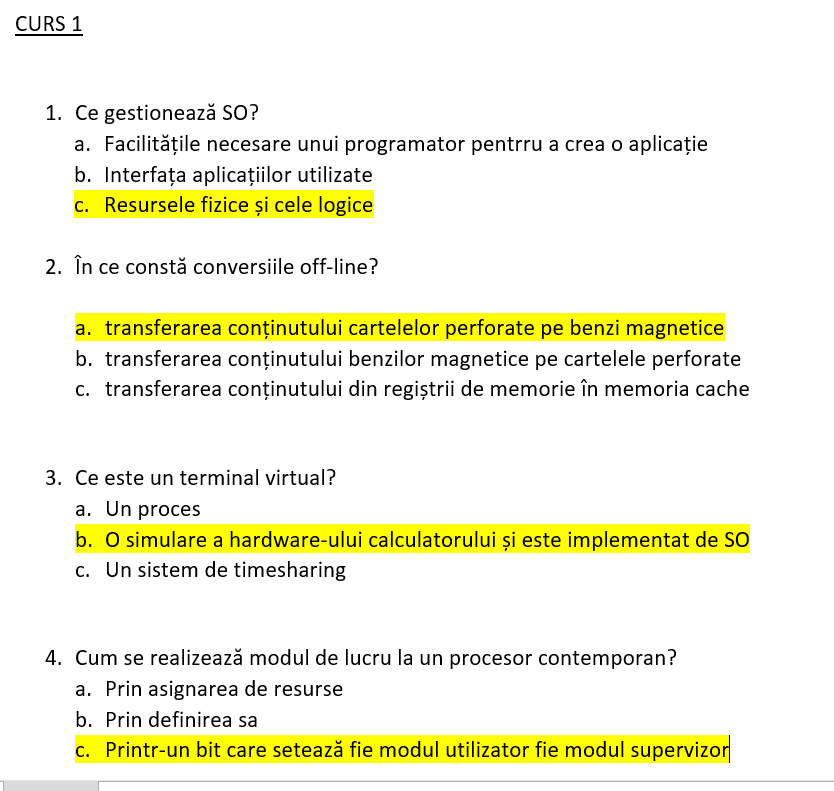 CURS 1
1. Ce gestionează SO?
a. Facilitățile necesare unui programator pentrru a crea o aplicație
b. Interfața aplicațiilor utilizate
c. Resursele fizice și cele logice
2. În ce constă conversiile off-line?
a. transferarea conținutului cartelelor perforate pe benzi magnetice
b. transferarea conținutului benzilor magnetice pe cartelele perforate
c. transferarea conținutului din regiștrii de memorie în memoria cache
3. Ce este un terminal virtual?
a. Un proces
b. O simulare a hardware-ului calculatorului și este implementat de SO
c. Un sistem de timesharing
4. Cum se realizează modul de lucru la un procesor contemporan?
a. Prin asignarea de resurse
b. Prin definirea sa
c. Printr-un bit care setează fie modul utilizator fie modul supervizor